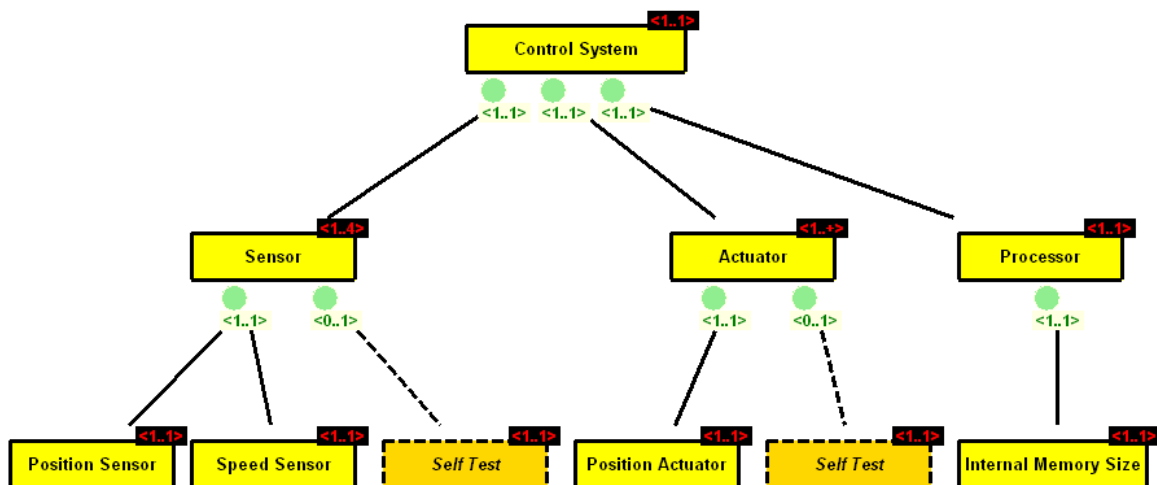 <1..1>
Control System
<1..1> <1..1> <1..1>
<1..4> <1..+> <1..1>
Sensor Actuator Processor
<1..1> <0..1> <1..1> <0..1> <1..1>
<1..1> <1..1> <1..1> <1..1> <1..1> <1..1>
Position Sensor Speed Sensor Self Test Position Actuator Self Test Internal Memory Size